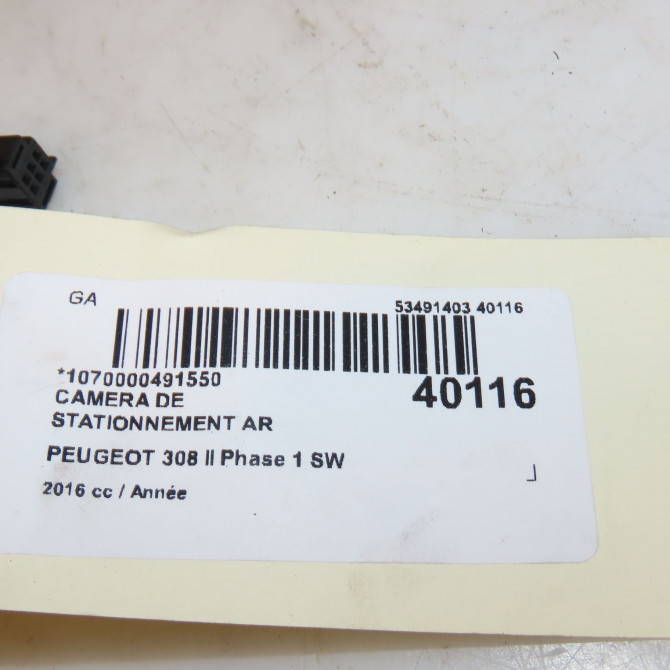 GA
53491403 40116
*1070000491550
40116
CAMERA DE
STATIONNEMENT AR
PEUGEOT 308 II Phase 1 SW
2016 cc / Année